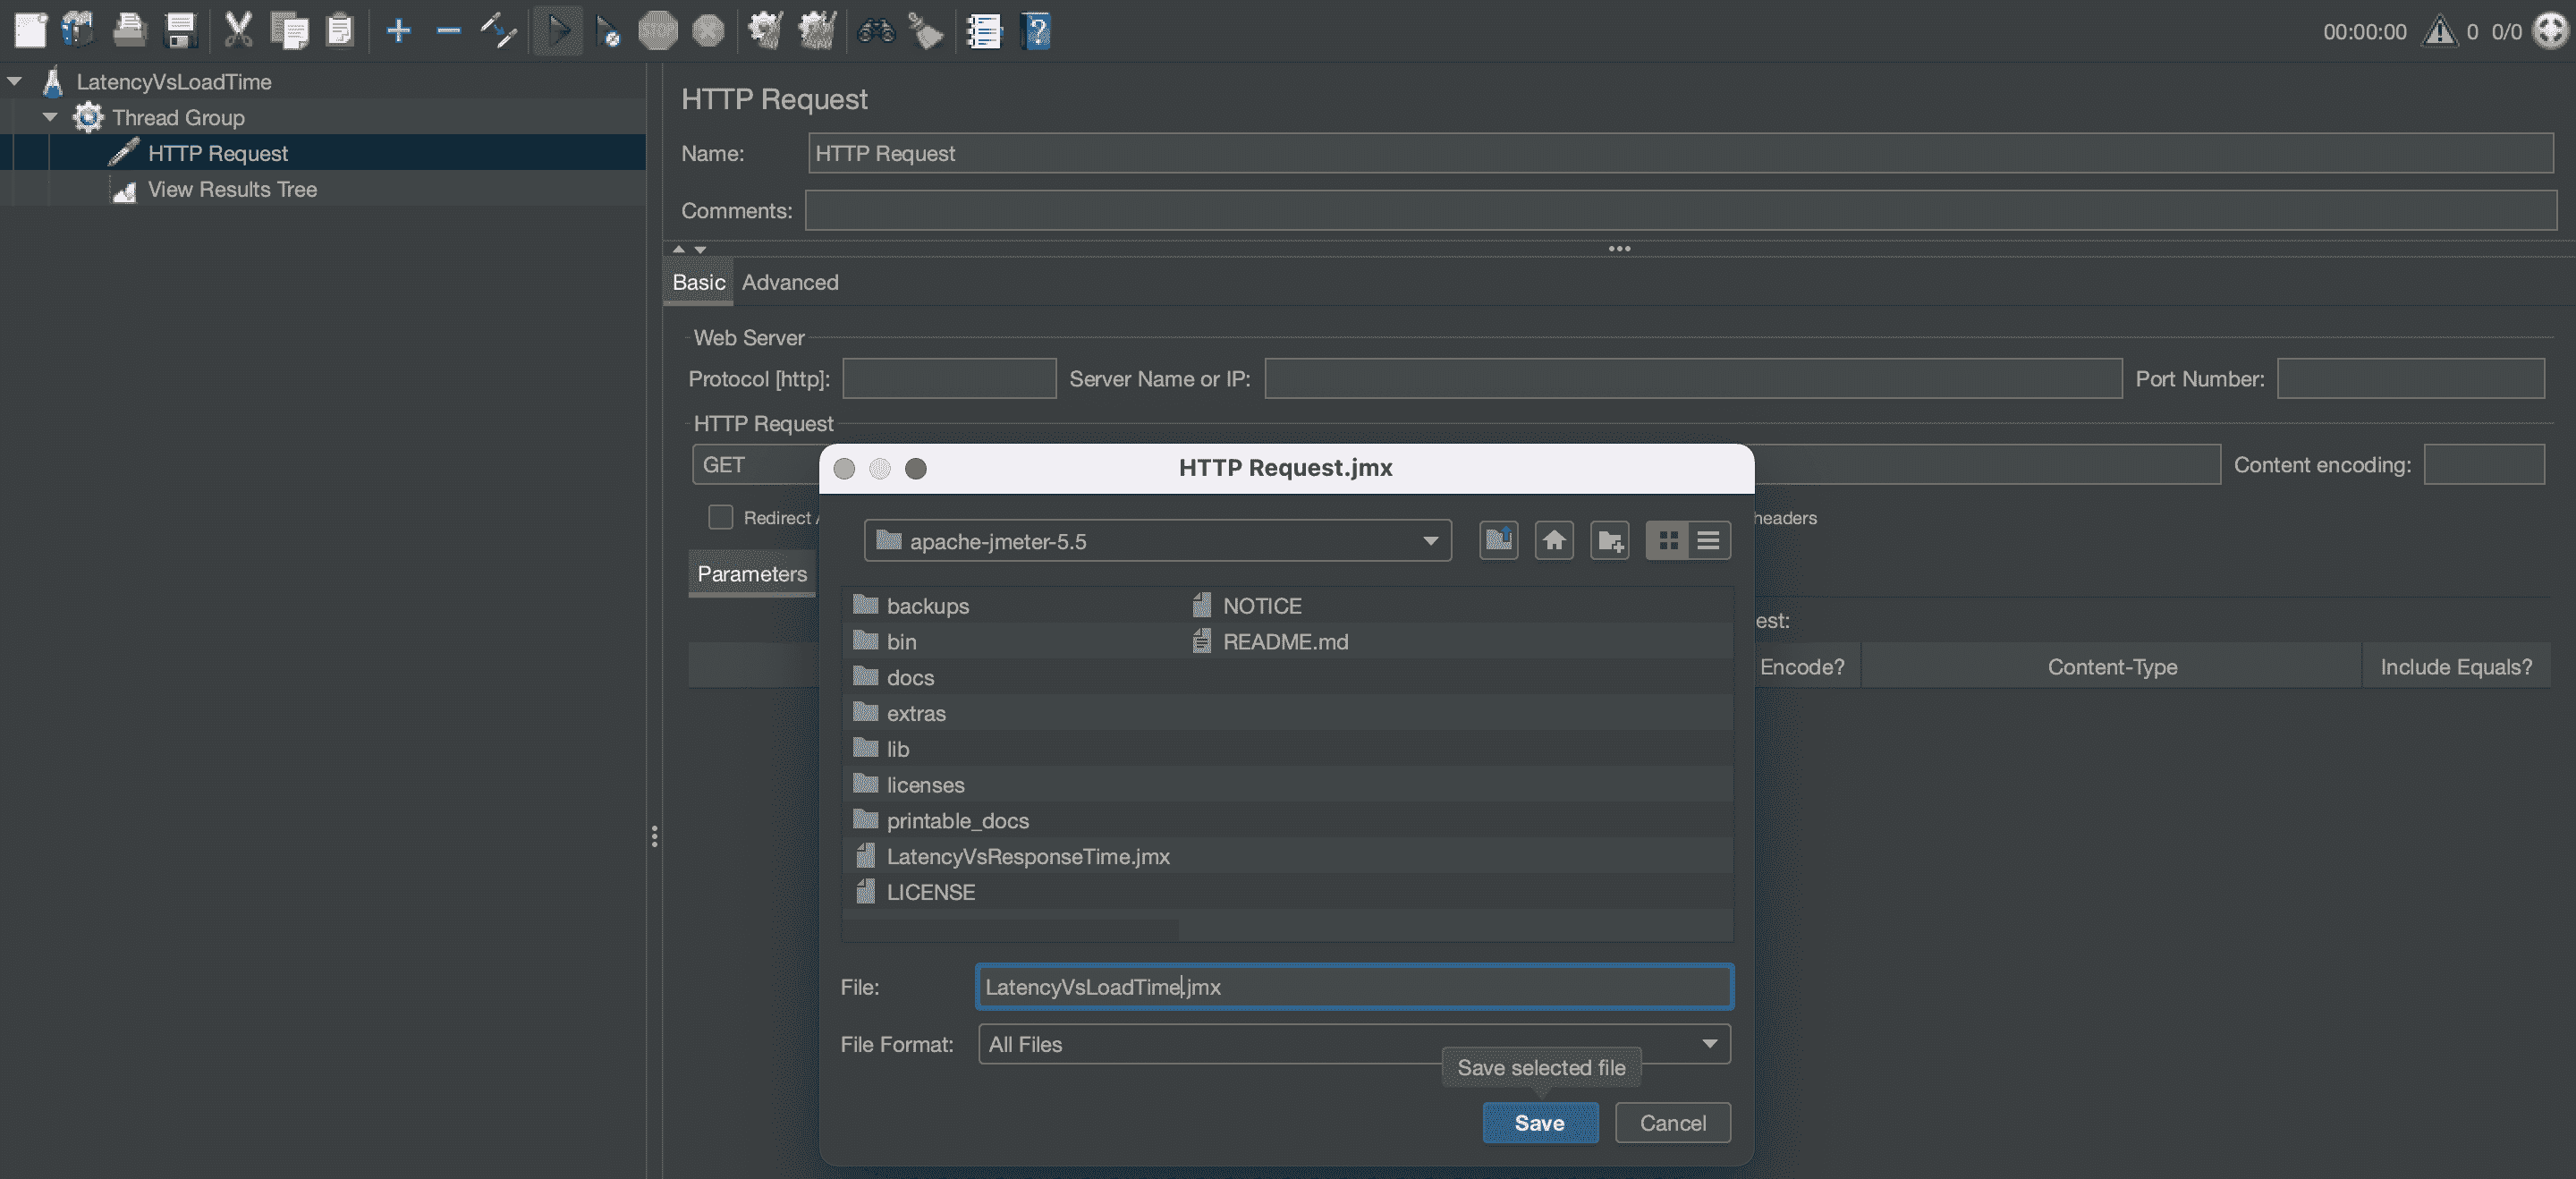 STOP
00:00:00 0 0/0
LatencyVsLoadTime
Thread Group
HTTP Request
View Results Tree
HTTP Request
Name: HTTP Request
Comments:
Basic Advanced
Web Server
Protocol [http]: Server Name or IP: Port Number:
HTTP Request
GET Content encoding:
Redirect A headers
Parameters
est:
Encode? Content-Type Include Equals?
HTTP Request.jmx
apache-jmeter-5.5
backups NOTICE
bin README.md
docs
extras
lib
licenses
printable_docs
LatencyVsResponseTime.jmx
LICENSE
File: LatencyVsLoadTime.jmx
File Format: All Files
Save selected file
Save Cancel